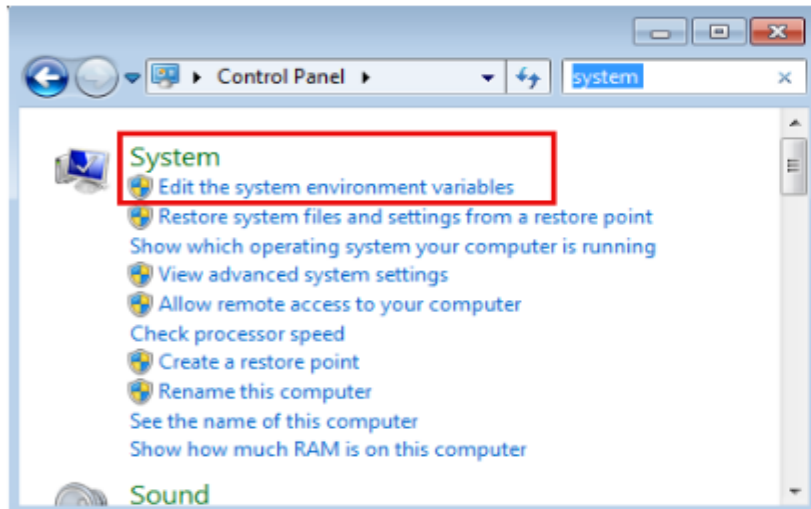 Control Panel
system
System
Edit the system environment variables
Restore system files and settings from a restore point
Show which operating system your computer is running
View advanced system settings
Allow remote access to your computer
Check processor speed
Create a restore point
Rename this computer
See the name of this computer
Show how much RAM is on this computer
Sound